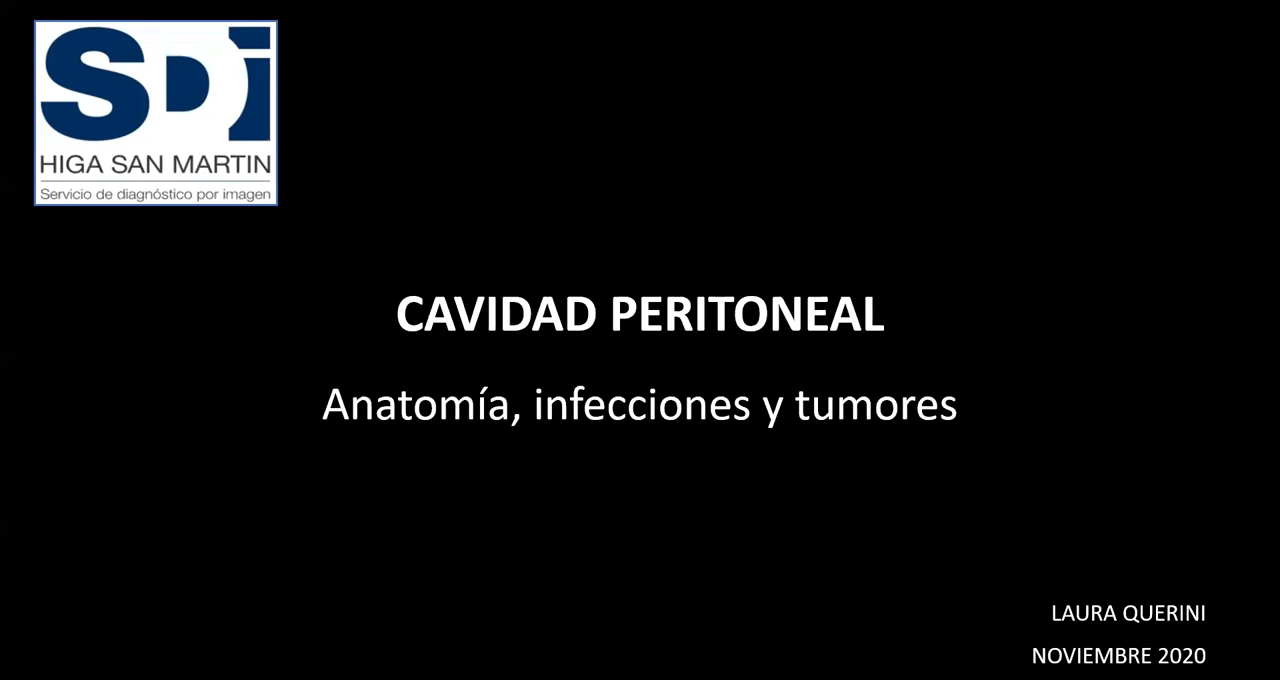 SDi
HIGA SAN MARTIN
Servicio de diagnóstico por imagen
CAVIDAD PERITONEAL
Anatomía, infecciones y tumores
LAURA QUERINI
NOVIEMBRE 2020